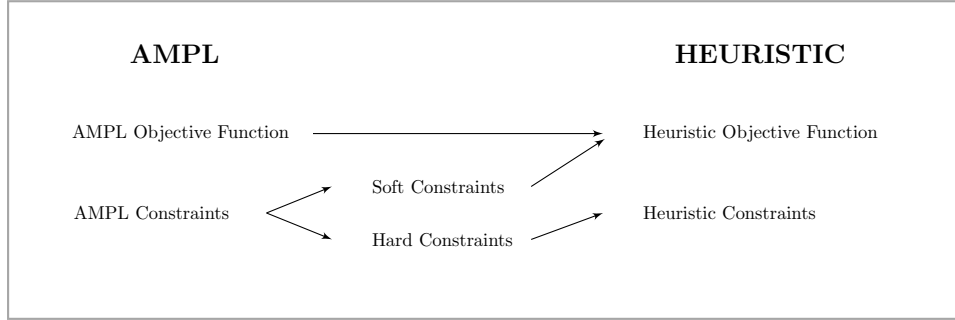 AMPL
HEURISTIC
AMPL Objective Function
Heuristic Objective Function
Soft Constraints
AMPL Constraints
Heuristic Constraints
Hard Constraints